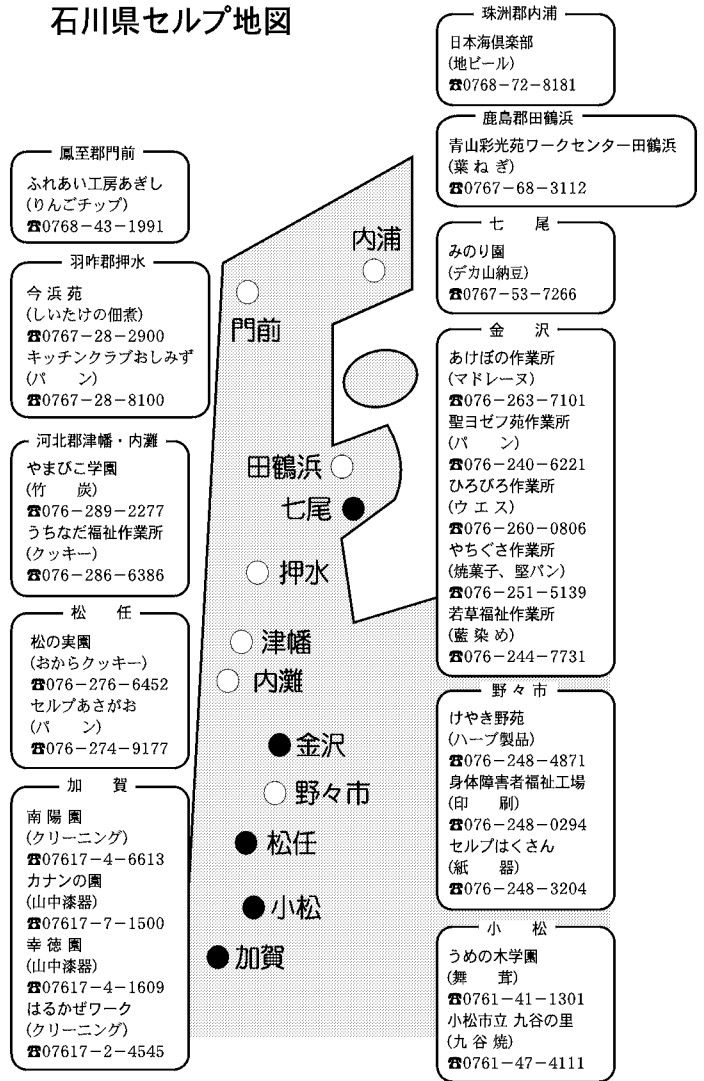 石川県セルプ地図
鳳至郡門前
ふれあい工房あぎし
(りんごチップ)
☎0768−43−1991
羽咋郡押水
今浜苑
(しいたけの佃煮)
☎0767−28−2900
キッチンクラブおしみず
(パン)
☎0767−28−8100
河北郡津幡・内灘
やまびこ学園
(竹炭)
☎076−289−2277
うちなだ福祉作業所
(クッキー)
☎076−286−6386
松任
松の実園
(おからクッキー)
☎076−276−6452
セルプあさがお
(パン)
☎076−274−9177
加賀
南陽園
(クリーニング)
☎07617−4−6613
カナンの園
(山中漆器)
☎07617−7−1500
幸徳園
(山中漆器)
☎07617−4−1609
はるかぜワーク
(クリーニング)
☎07617−2−4545
内浦
門前
田鶴浜
七尾
押水
津幡
内灘
金沢
野々市
松任
小松
加賀
珠洲郡内浦
日本海倶楽部
(地ビール)
☎0768−72−8181
鹿島郡田鶴浜
青山彩光苑ワークセンター田鶴浜
(葉ねぎ)
☎0767−68−3112
七尾
みのり園
(デカ山納豆)
☎0767−53−7266
金沢
あけぼの作業所
(マドレーヌ)
☎076−263−7101
聖ヨゼフ苑作業所
(パン)
☎076−240−6221
ひろびろ作業所
(ウエス)
☎076−260−0806
やちぐさ作業所
(焼菓子、堅パン)
☎076−251−5139
若草福祉作業所
(藍染め)
☎076−244−7731
野々市
けやき野苑
(ハーブ製品)
☎076−248−4871
身体障害者福祉工場
(印刷)
☎076−248−0294
セルプはくさん
(紙器)
☎076−248−3204
小松
うめの木学園
(舞茸)
☎0761−41−1301
小松市立 九谷の里
(九谷焼)
☎0761−47−4111